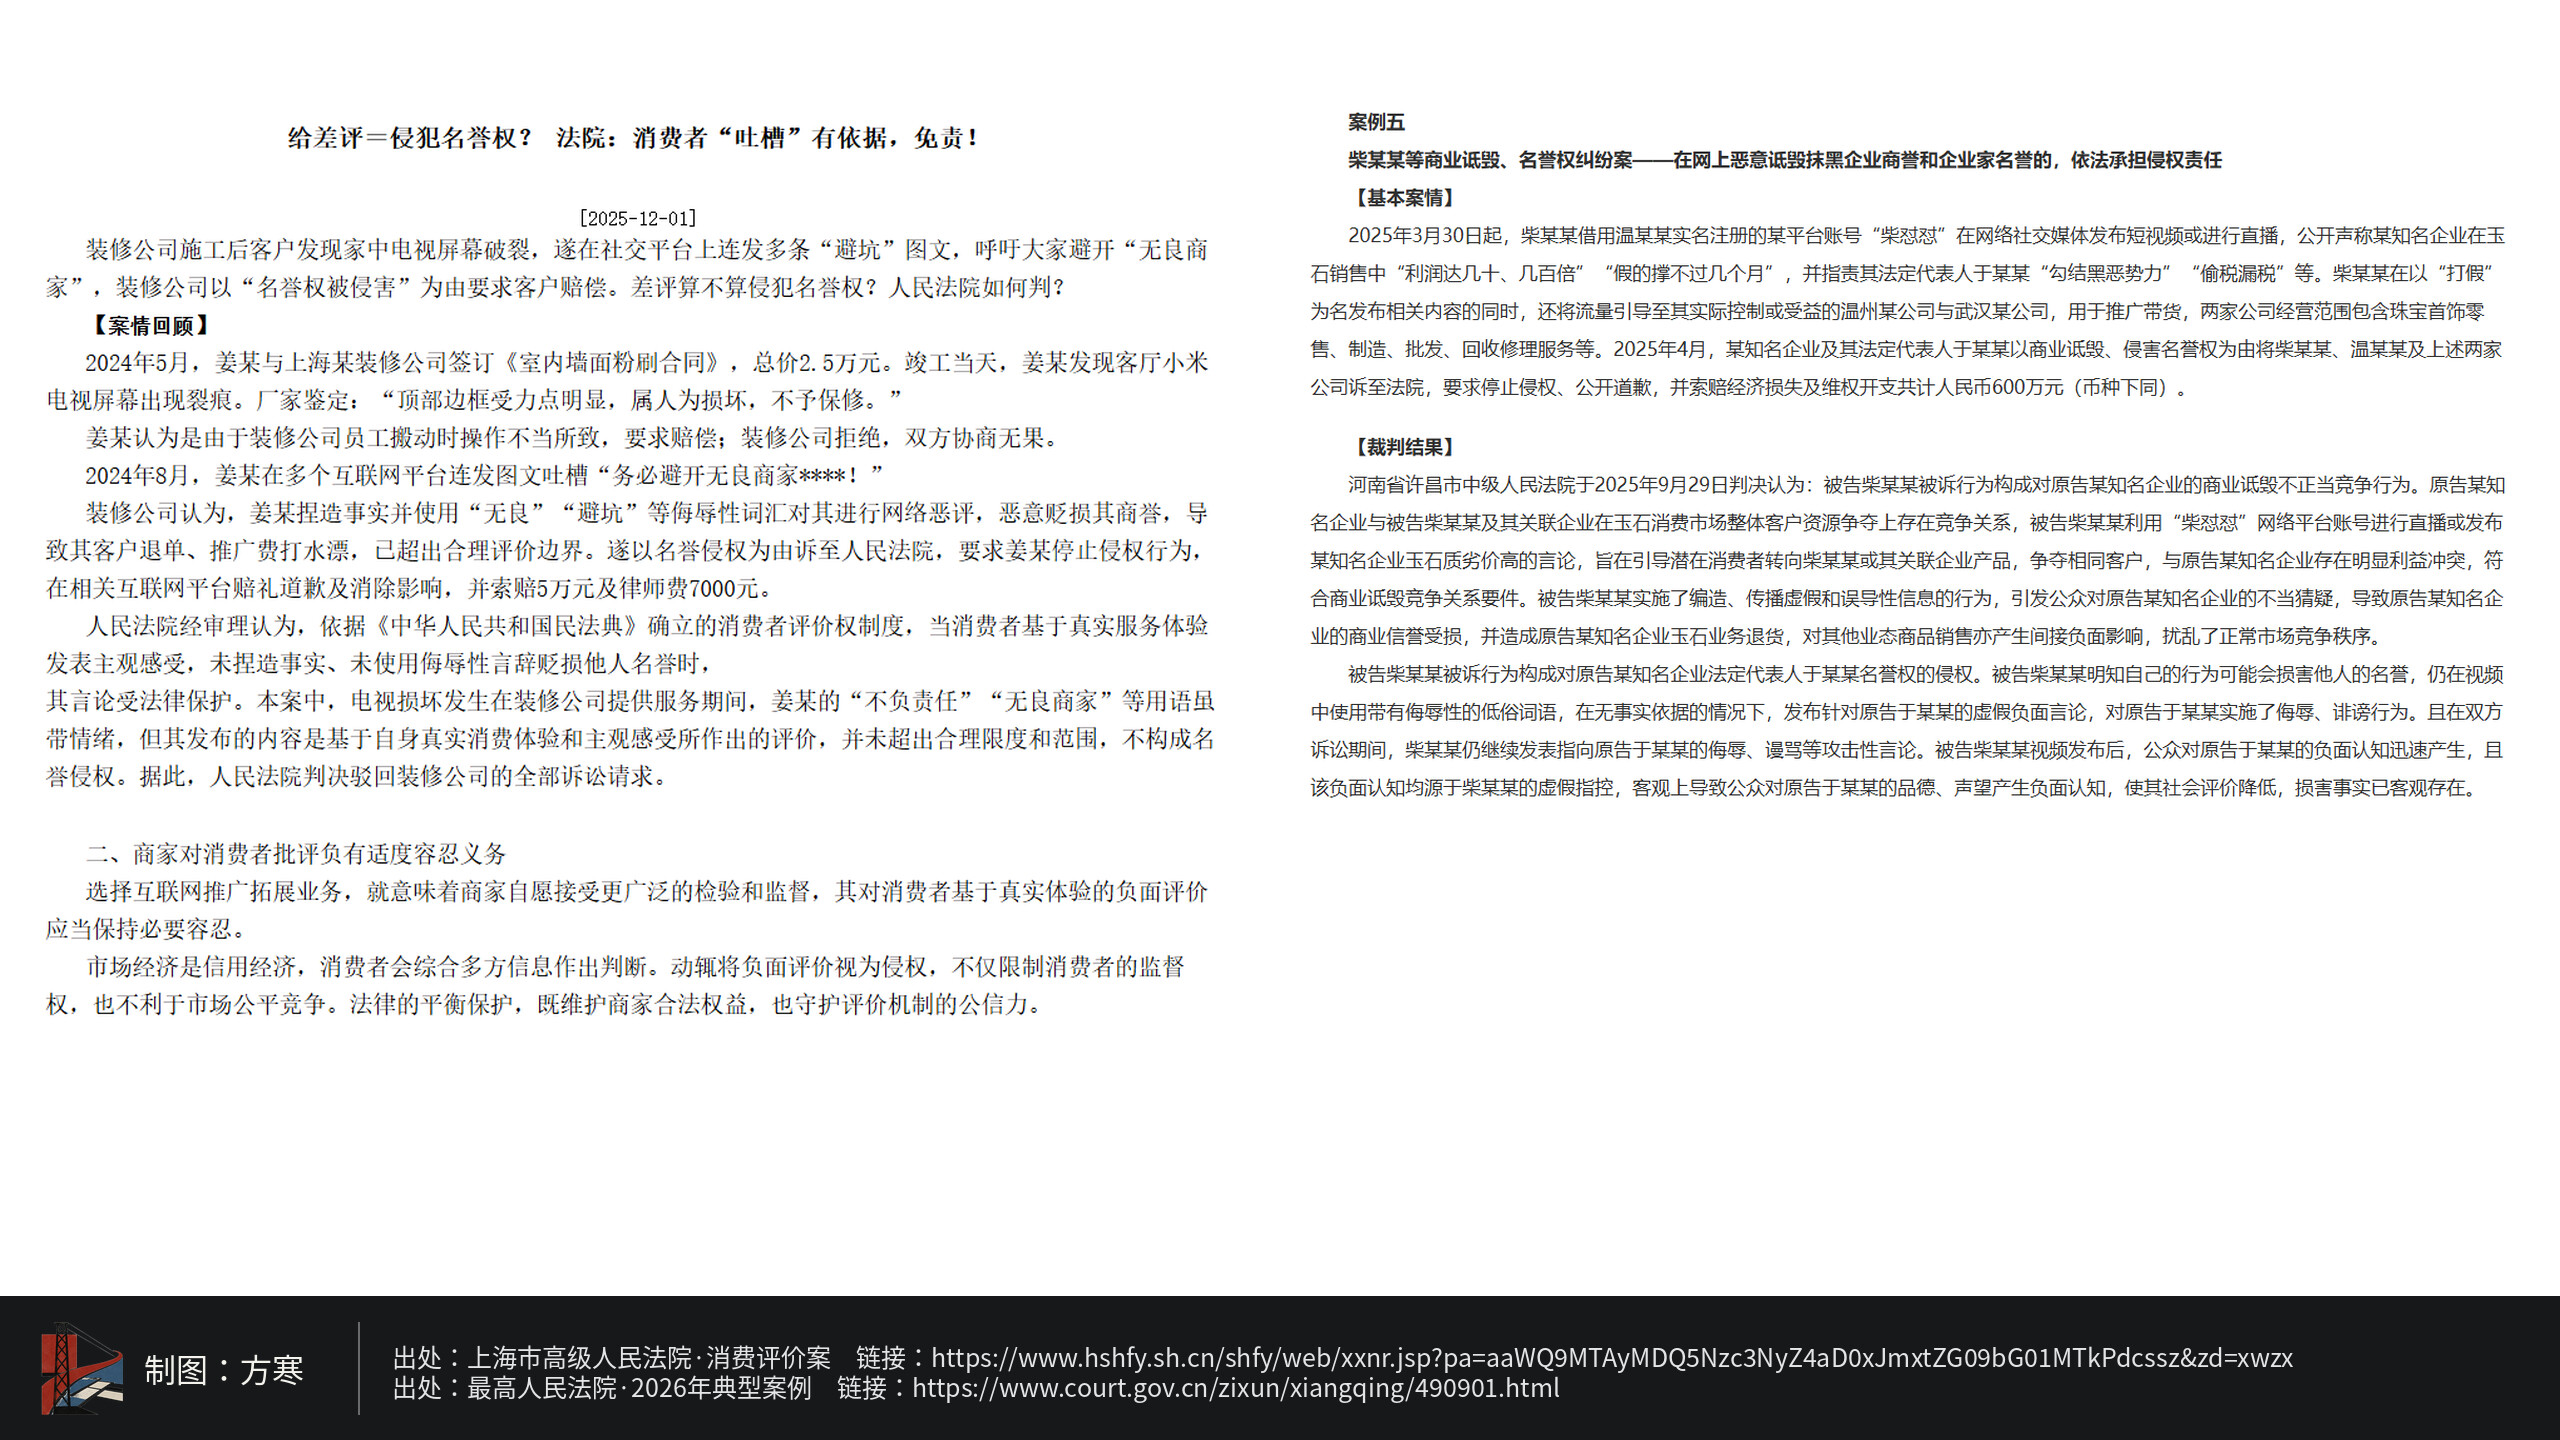 给差评=侵犯名誉权？ 法院：消费者“吐槽”有依据，免责！
[2025-12-01]
装修公司施工后客户发现家中电视屏幕破裂，遂在社交平台上连发多条“避坑”图文，呼吁大家避开“无良商
家”，装修公司以“名誉权被侵害”为由要求客户赔偿。差评算不算侵犯名誉权？人民法院如何判？
【案情回顾】
2024年5月，姜某与上海某装修公司签订《室内墙面粉刷合同》，总价2.5万元。竣工当天，姜某发现客厅小米
电视屏幕出现裂痕。厂家鉴定：“顶部边框受力点明显，属人为损坏，不予保修。”
姜某认为是由于装修公司员工搬动时操作不当所致，要求赔偿；装修公司拒绝，双方协商无果。
2024年8月，姜某在多个互联网平台连发图文吐槽“务必避开无良商家****！”
装修公司认为，姜某捏造事实并使用“无良”“避坑”等侮辱性词汇对其进行网络恶评，恶意贬损其商誉，导
致其客户退单、推广费打水漂，已超出合理评价边界。遂以名誉侵权为由诉至人民法院，要求姜某停止侵权行为，
在相关互联网平台赔礼道歉及消除影响，并索赔5万元及律师费7000元。
人民法院经审理认为，依据《中华人民共和国民法典》确立的消费者评价权制度，当消费者基于真实服务体验
发表主观感受，未捏造事实、未使用侮辱性言辞贬损他人名誉时，
其言论受法律保护。本案中，电视损坏发生在装修公司提供服务期间，姜某的“不负责任”“无良商家”等用语虽
带情绪，但其发布的内容是基于自身真实消费体验和主观感受所作出的评价，并未超出合理限度和范围，不构成名
誉侵权。据此，人民法院判决驳回装修公司的全部诉讼请求。
二、商家对消费者批评负有适度容忍义务
选择互联网推广拓展业务，就意味着商家自愿接受更广泛的检验和监督，其对消费者基于真实体验的负面评价
应当保持必要容忍。
市场经济是信用经济，消费者会综合多方信息作出判断。动辄将负面评价视为侵权，不仅限制消费者的监督
权，也不利于市场公平竞争。法律的平衡保护，既维护商家合法权益，也守护评价机制的公信力。
案例五
柴某某等商业诋毁、名誉权纠纷案——在网上恶意诋毁抹黑企业商誉和企业家名誉的，依法承担侵权责任
【基本案情】
2025年3月30日起，柴某某借用温某某实名注册的某平台账号“柴怼怼”在网络社交媒体发布短视频或进行直播，公开声称某知名企业在玉
石销售中“利润达几十、几百倍”“假的撑不过几个月”，并指责其法定代表人于某某“勾结黑恶势力”“偷税漏税”等。柴某某在以“打假”
为名发布相关内容的同时，还将流量引导至其实际控制或受益的温州某公司与武汉某公司，用于推广带货，两家公司经营范围包含珠宝首饰零
售、制造、批发、回收修理服务等。2025年4月，某知名企业及其法定代表人于某某以商业诋毁、侵害名誉权为由将柴某某、温某某及上述两家
公司诉至法院，要求停止侵权、公开道歉，并索赔经济损失及维权开支共计人民币600万元（币种下同）。
【裁判结果】
河南省许昌市中级人民法院于2025年9月29日判决认为：被告柴某某被诉行为构成对原告某知名企业的商业诋毁不正当竞争行为。原告某知
名企业与被告柴某某及其关联企业在玉石消费市场整体客户资源争夺上存在竞争关系，被告柴某某利用“柴怼怼”网络平台账号进行直播或发布
某知名企业玉石质劣价高的言论，旨在引导潜在消费者转向柴某某或其关联企业产品，争夺相同客户，与原告某知名企业存在明显利益冲突，符
合商业诋毁竞争关系要件。被告柴某某实施了编造、传播虚假和误导性信息的行为，引发公众对原告某知名企业的不当猜疑，导致原告某知名企
业的商业信誉受损，并造成原告某知名企业玉石业务退货，对其他业态商品销售亦产生间接负面影响，扰乱了正常市场竞争秩序。
被告柴某某被诉行为构成对原告某知名企业法定代表人于某某名誉权的侵权。被告柴某某明知自己的行为可能会损害他人的名誉，仍在视频
中使用带有侮辱性的低俗词语，在无事实依据的情况下，发布针对原告于某某的虚假负面言论，对原告于某某实施了侮辱、诽谤行为。且在双方
诉讼期间，柴某某仍继续发表指向原告于某某的侮辱、谩骂等攻击性言论。被告柴某某视频发布后，公众对原告于某某的负面认知迅速产生，且
该负面认知均源于柴某某的虚假指控，客观上导致公众对原告于某某的品德、声望产生负面认知，使其社会评价降低，损害事实已客观存在。
制图：方寒
出处：上海市高级人民法院·消费评价案 链接：https://www.hshfy.sh.cn/shfy/web/xxnr.jsp?pa=aaWQ9MTAyMDQ5Nzc3NyZ4aD0xJmxtZG09bG01MTkPdcssz&zd=xwzx
出处：最高人民法院·2026年典型案例 链接：https://www.court.gov.cn/zixun/xiangqing/490901.html